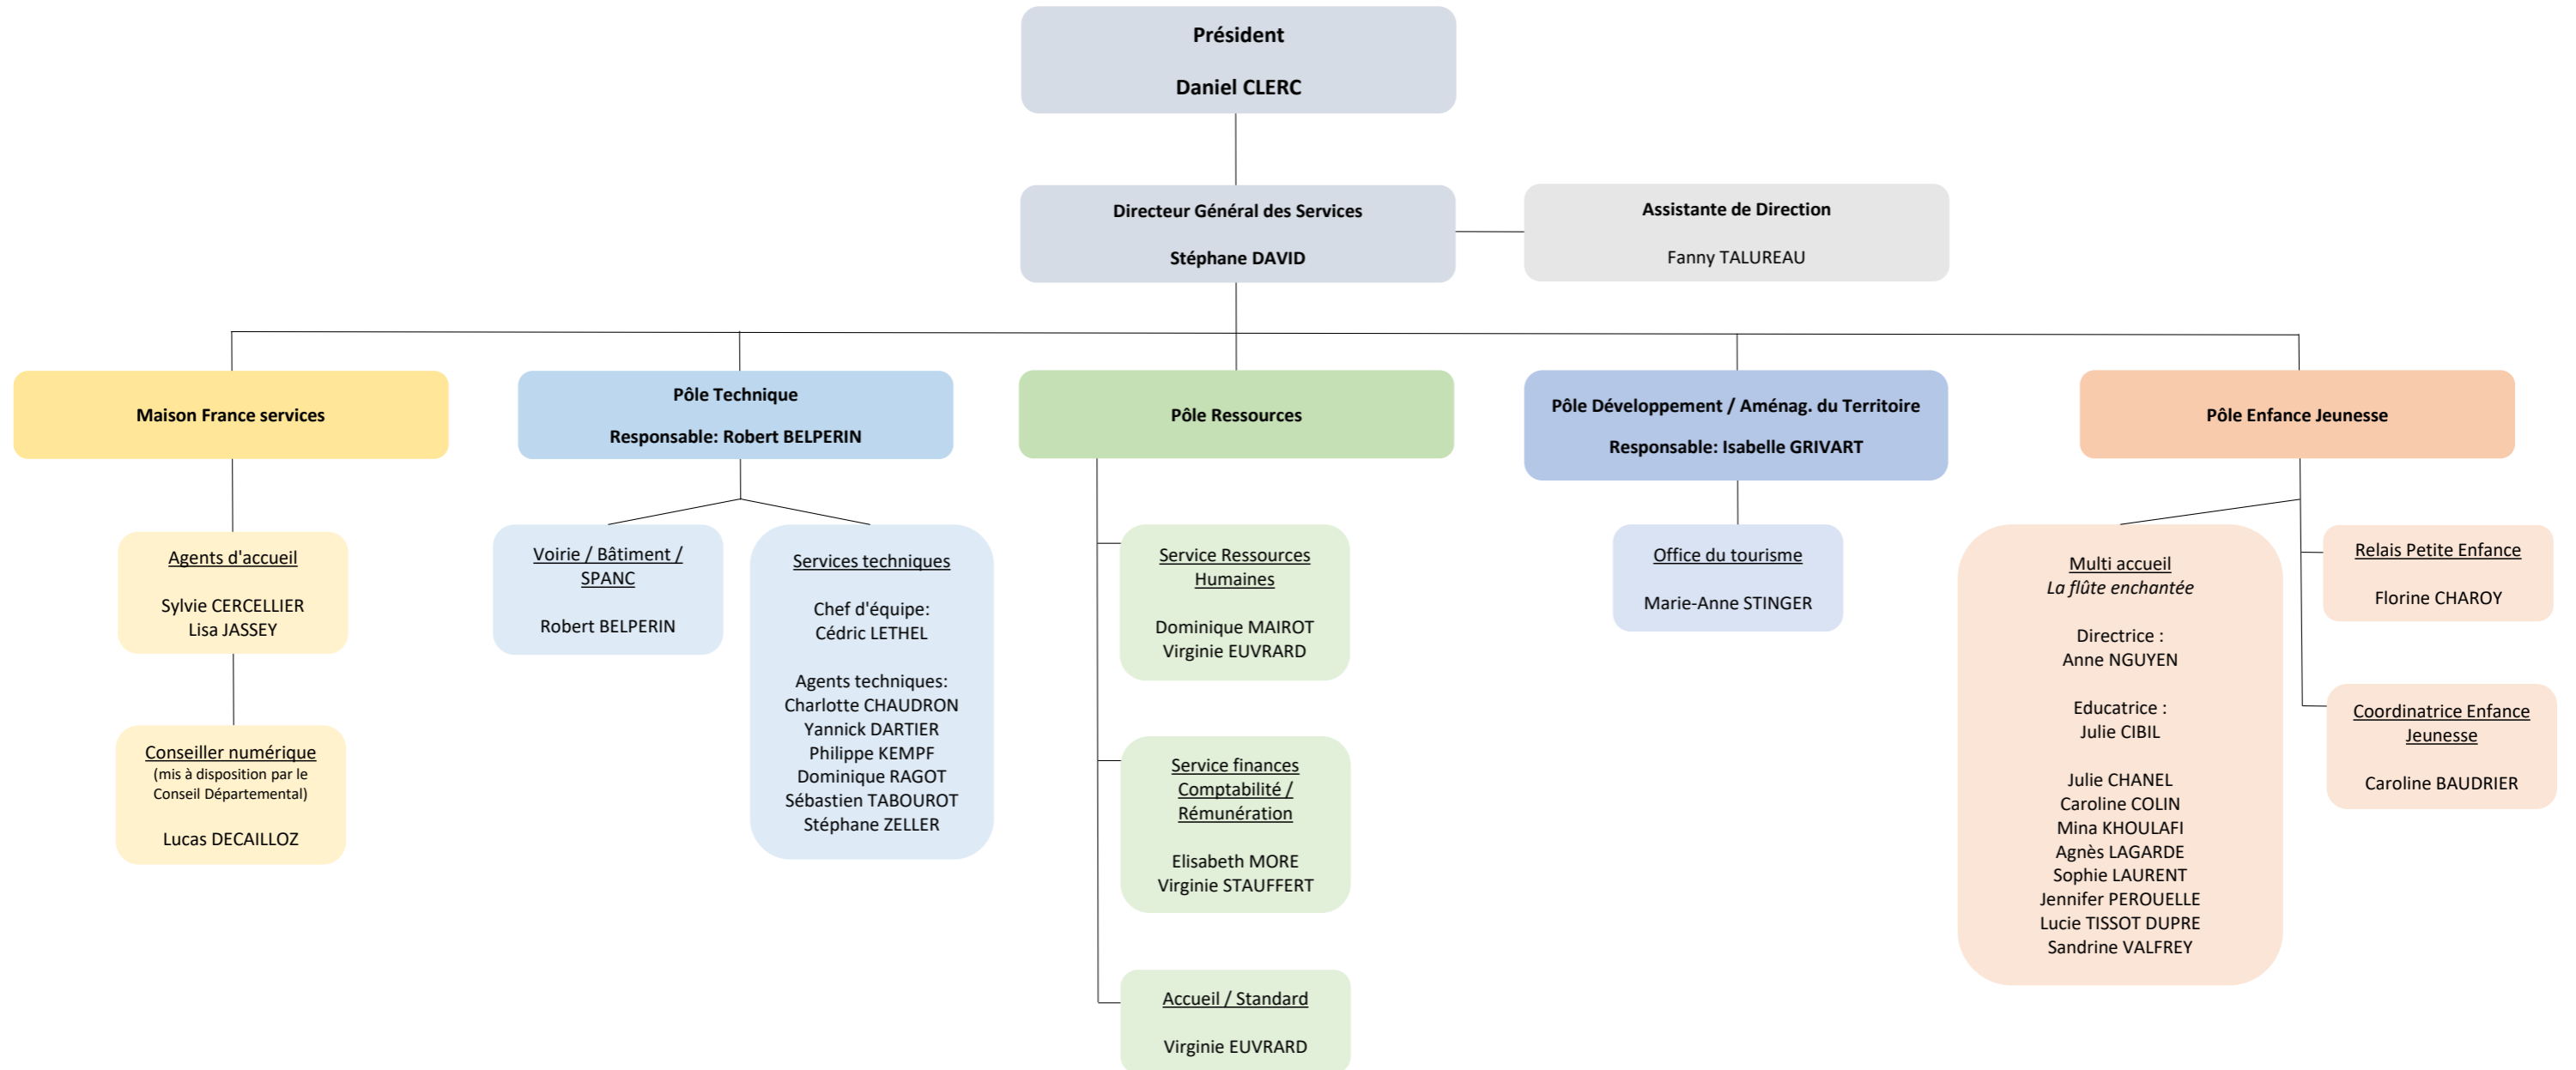 Président
Daniel CLERC
Directeur Général des Services
Stéphane DAVID
Assistante de Direction
Fanny TALUREAU
Maison France services
Pôle Technique
Responsable: Robert BELPERIN
Pôle Ressources
Pôle Développement / Aménag. du Territoire
Responsable: Isabelle GRIVART
Pôle Enfance Jeunesse
Agents d'accueil
Sylvie CERCELLIER
Lisa JASSEY
Conseiller numérique
(mis à disposition par le
Conseil Départemental)
Lucas DECAILLOZ
Voirie / Bâtiment /
SPANC
Robert BELPERIN
Services techniques
Chef d'équipe:
Cédric LETHEL
Agents techniques:
Charlotte CHAUDRON
Yannick DARTIER
Philippe KEMPF
Dominique RAGOT
Sébastien TABOUROT
Stéphane ZELLER
Service Ressources
Humaines
Dominique MAIROT
Virginie EUVRARD
Service finances
Comptabilité /
Rémunération
Elisabeth MORE
Virginie STAUFFERT
Accueil / Standard
Virginie EUVRARD
Office du tourisme
Marie-Anne STINGER
Multi accueil
La flûte enchantée
Directrice :
Anne NGUYEN
Educatrice :
Julie CIBIL
Julie CHANEL
Caroline COLIN
Mina KHOULAFI
Agnès LAGARDE
Sophie LAURENT
Jennifer PEROUELLE
Lucie TISSOT DUPRE
Sandrine VALFREY
Relais Petite Enfance
Florine CHAROY
Coordinatrice Enfance
Jeunesse
Caroline BAUDRIER